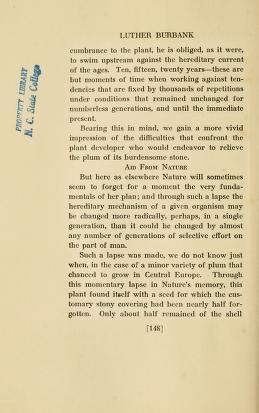 LUTHER BURBANK
PROPERTY LIBRARY
N. C. State College
cumbrance to the plant, he is obliged, as it were,
to swim upstream against the hereditary current
of the ages. Ten, fifteen, twenty years—these are
but moments of time when working against ten-
dencies that are fixed by thousands of repetitions
under conditions that remained unchanged for
numberless generations, and until the immediate
present.
Bearing this in mind, we gain a more vivid
impression of the difficulties that confront the
plant developer who would endeavor to relieve
the plum of its burdensome stone.
AID FROM NATURE
But here as elsewhere Nature will sometimes
seem to forget for a moment the very funda-
mentals of her plan; and through such a lapse the
hereditary mechanism of a given organism may
be changed more radically, perhaps, in a single
generation, than it could be changed by almost
any number of generations of selective effort on
the part of man.
Such a lapse was made, we do not know just
when, in the case of a minor variety of plum that
chanced to grow in Central Europe. Through
this momentary lapse in Nature's memory, this
plant found itself with a seed for which the cus-
tomary stony covering had been nearly half for-
gotten. Only about half remained of the shell
[148]